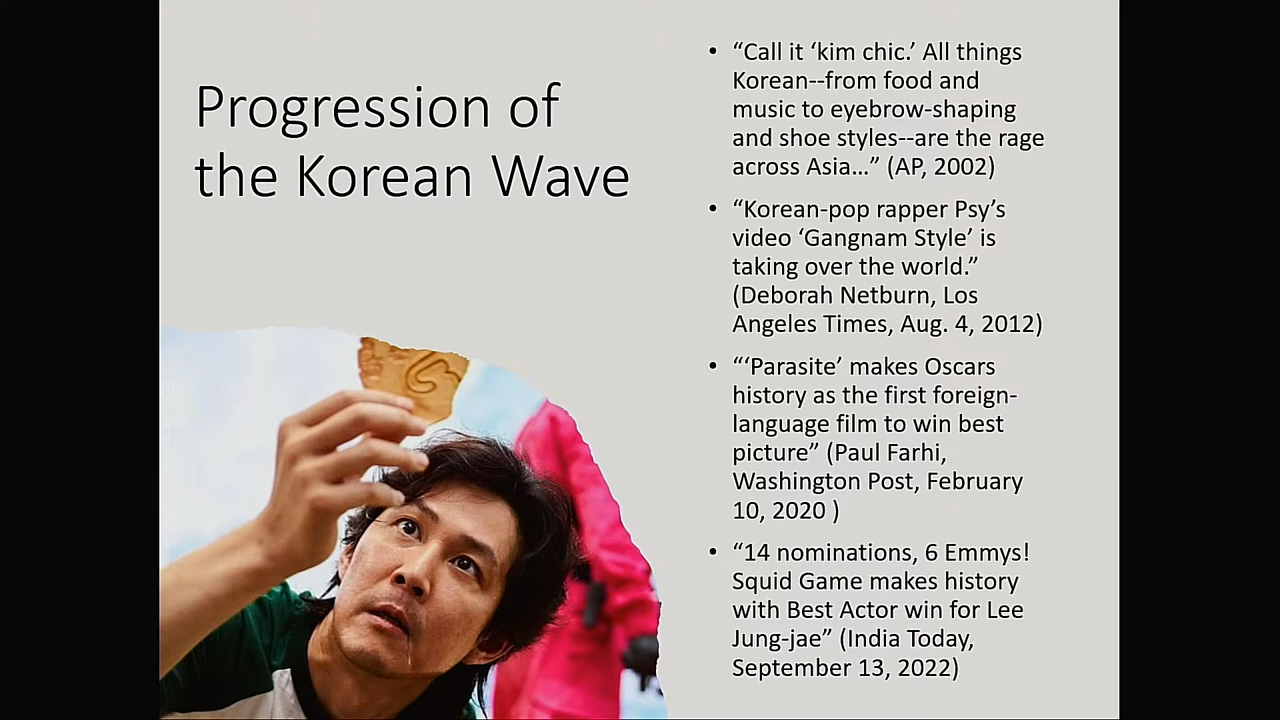 Progression of
the Korean Wave
• “Call it ‘kim chic.’ All things
Korean--from food and
music to eyebrow-shaping
and shoe styles--are the rage
across Asia…” (AP, 2002)
• “Korean-pop rapper Psy’s
video ‘Gangnam Style’ is
taking over the world.”
(Deborah Netburn, Los
Angeles Times, Aug. 4, 2012)
• “‘Parasite’ makes Oscars
history as the first foreign-
language film to win best
picture” (Paul Farhi,
Washington Post, February
10, 2020 )
• “14 nominations, 6 Emmys!
Squid Game makes history
with Best Actor win for Lee
Jung-jae” (India Today,
September 13, 2022)